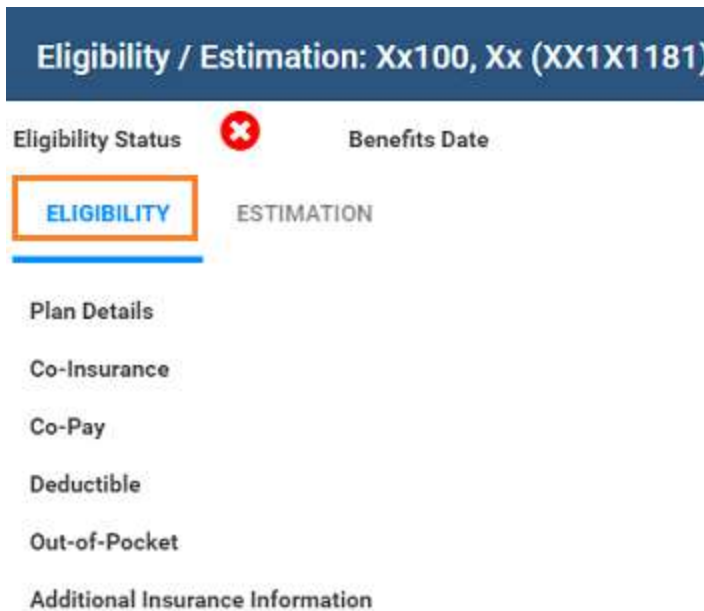 Eligibility / Estimation: Xx100, Xx (XX1X1181)
Eligibility Status Benefits Date
ELIGIBILITY ESTIMATION
Plan Details
Co-Insurance
Co-Pay
Deductible
Out-of-Pocket
Additional Insurance Information